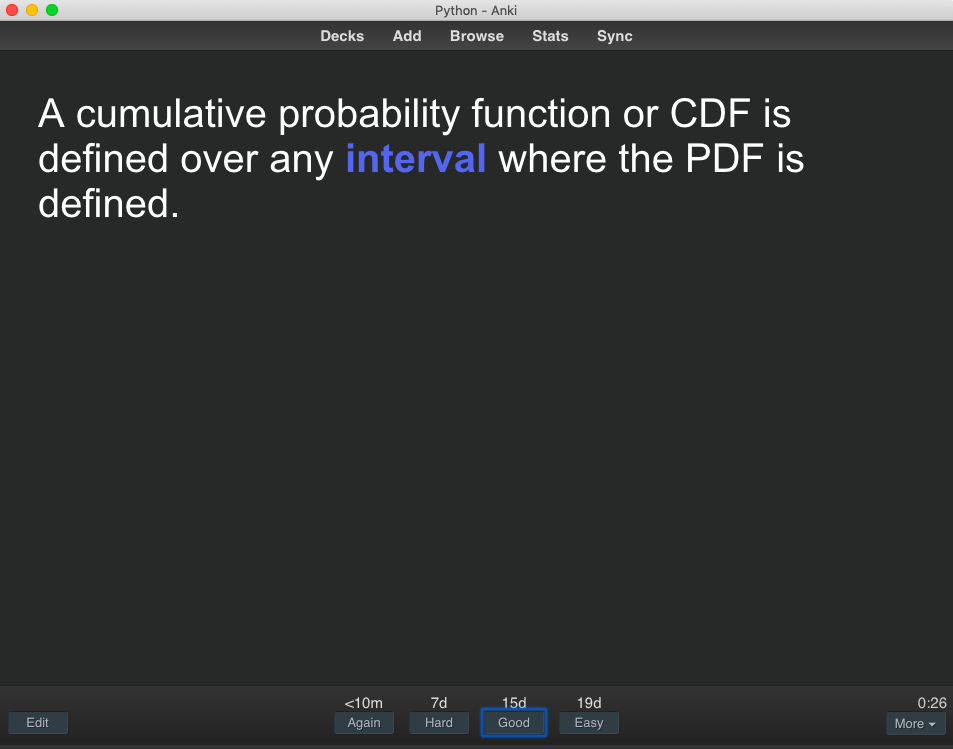 Python - Anki
Decks Add Browse Stats Sync
A cumulative probability function or CDF is
defined over any interval where the PDF is
defined.
<10m 7d 15d 19d 0:26
Edit Again Hard Good Easy More